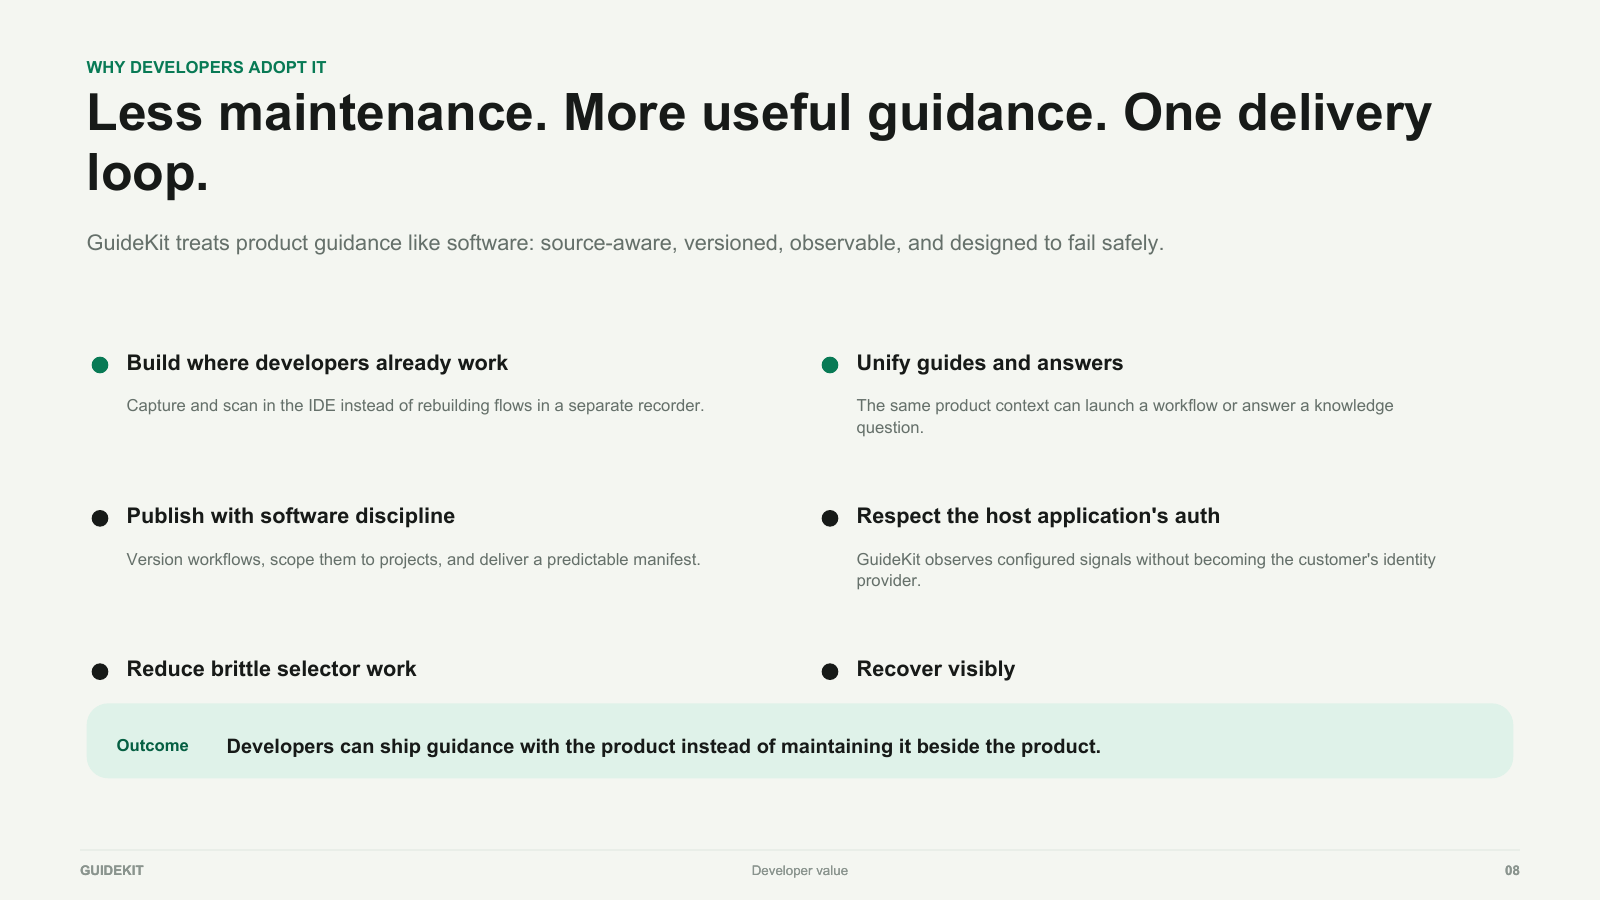 WHY DEVELOPERS ADOPT IT
Less maintenance. More useful guidance. One delivery
loop.
GuideKit treats product guidance like software: source-aware, versioned, observable, and designed to fail safely.
Build where developers already work
Capture and scan in the IDE instead of rebuilding flows in a separate recorder.
Unify guides and answers
The same product context can launch a workflow or answer a knowledge
question.
Publish with software discipline
Version workflows, scope them to projects, and deliver a predictable manifest.
Respect the host application's auth
GuideKit observes configured signals without becoming the customer's identity
provider.
Reduce brittle selector work
Recover visibly
Outcome
Developers can ship guidance with the product instead of maintaining it beside the product.
GUIDEKIT
Developer value
08